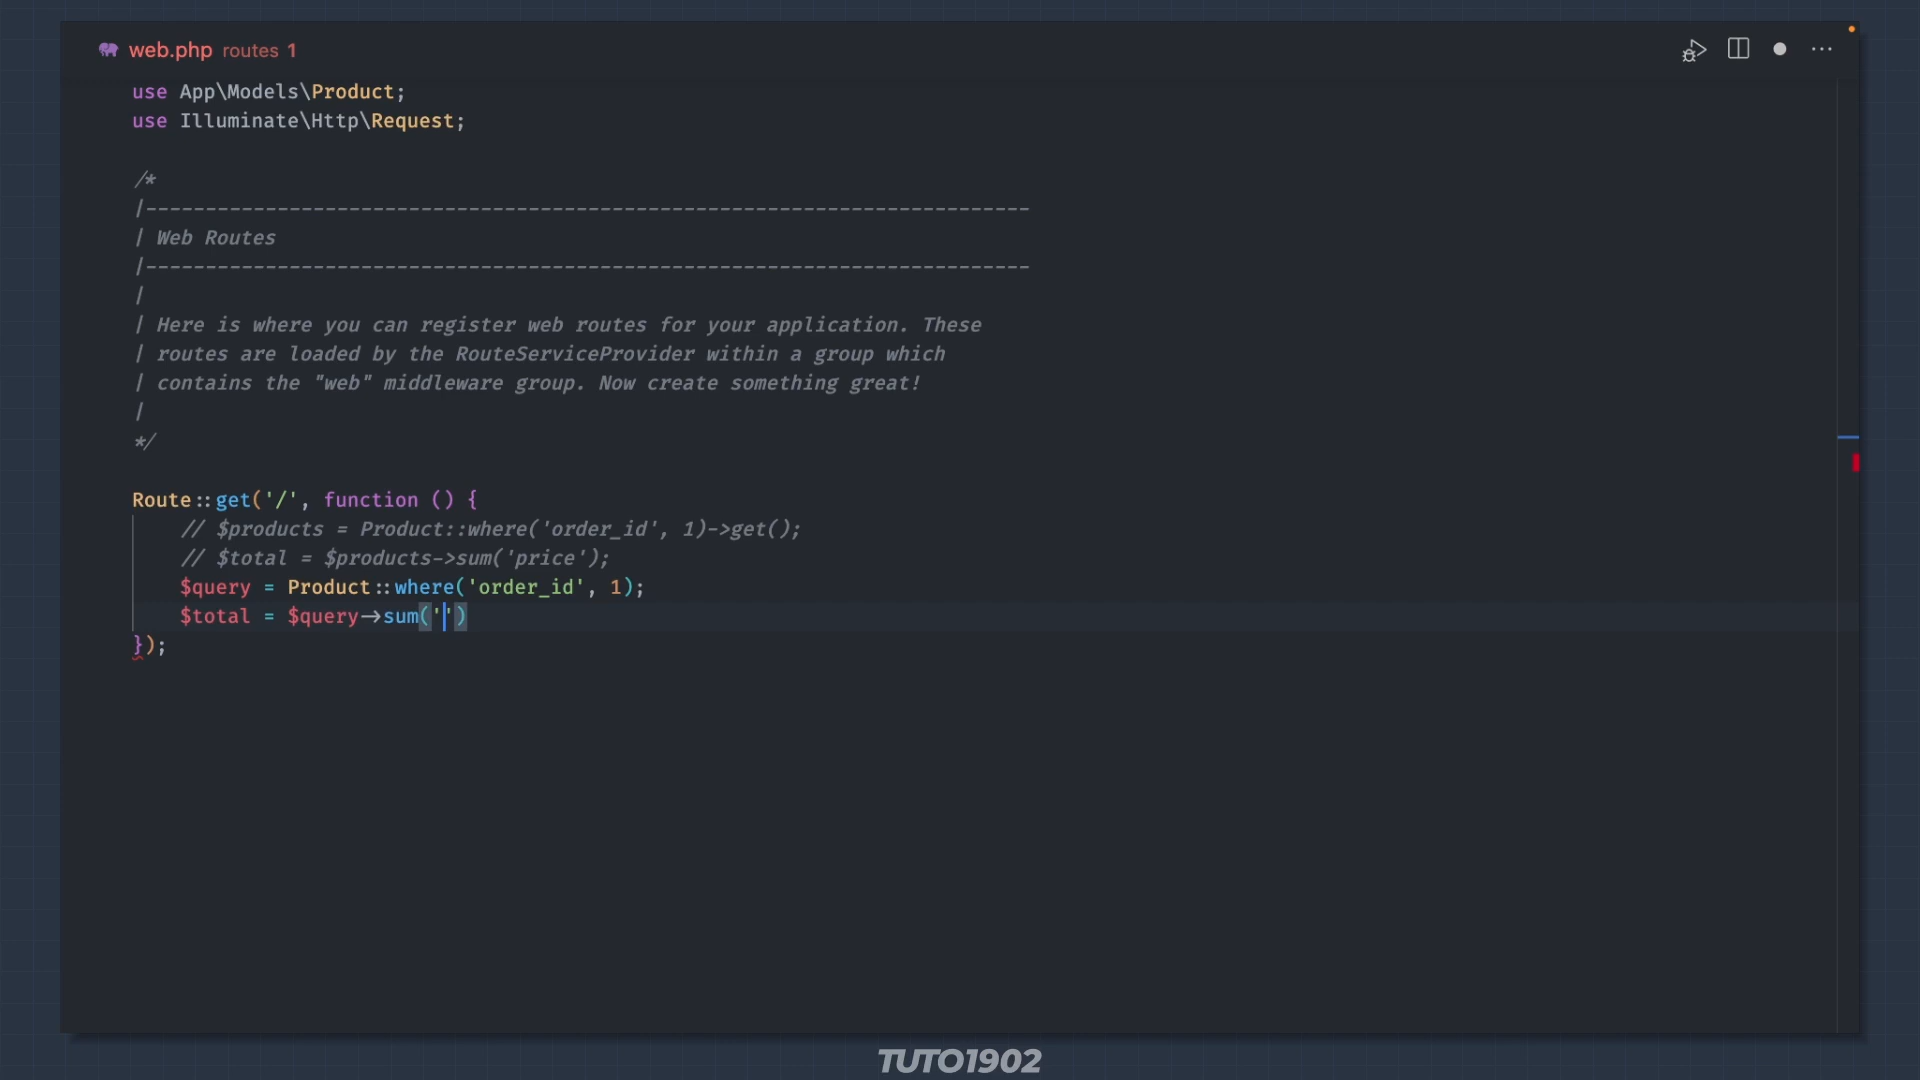 web.php routes 1
use App\Models\Product;
use Illuminate\Http\Request;
/*
|--------------------------------------------------------------------------
| Web Routes
|--------------------------------------------------------------------------
|
| Here is where you can register web routes for your application. These
| routes are loaded by the RouteServiceProvider within a group which
| contains the "web" middleware group. Now create something great!
|
*/
Route::get('/', function () {
// $products = Product::where('order_id', 1)->get();
// $total = $products->sum('price');
$query = Product::where('order_id', 1);
$total = $query->sum('')
});
TUTO1902